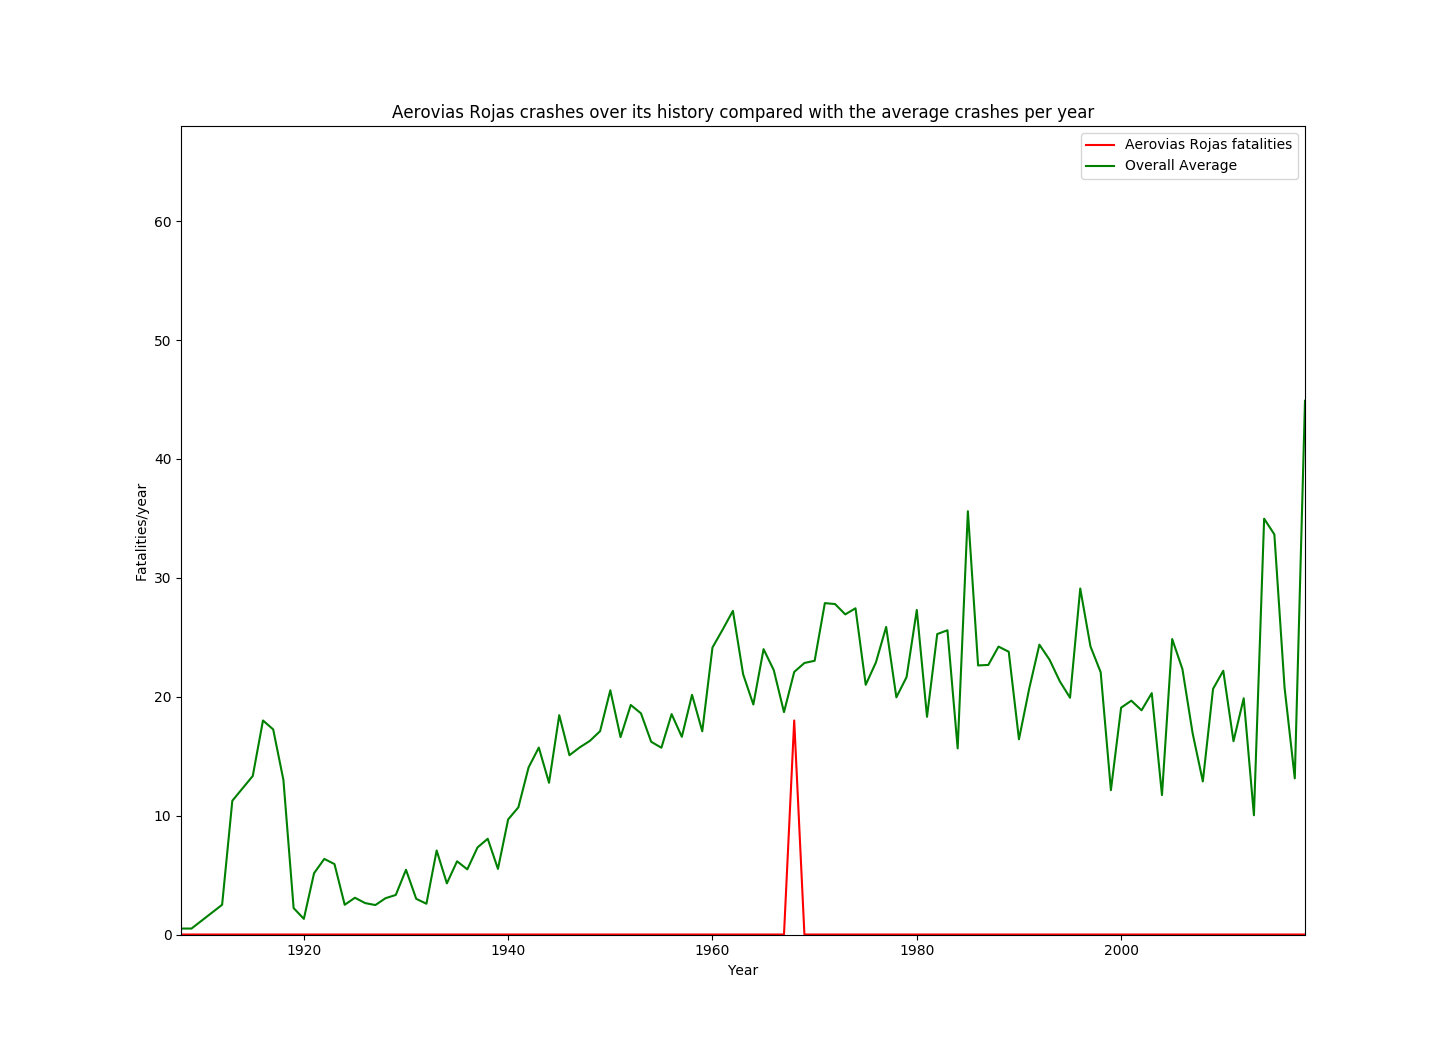 Aerovias Rojas crashes over its history compared with the average crashes per year
Aerovias Rojas fatalities
Overall Average
60
50
40
30
20
10
0
Fatalities/year
1920
1940
1960
1980
2000
Year